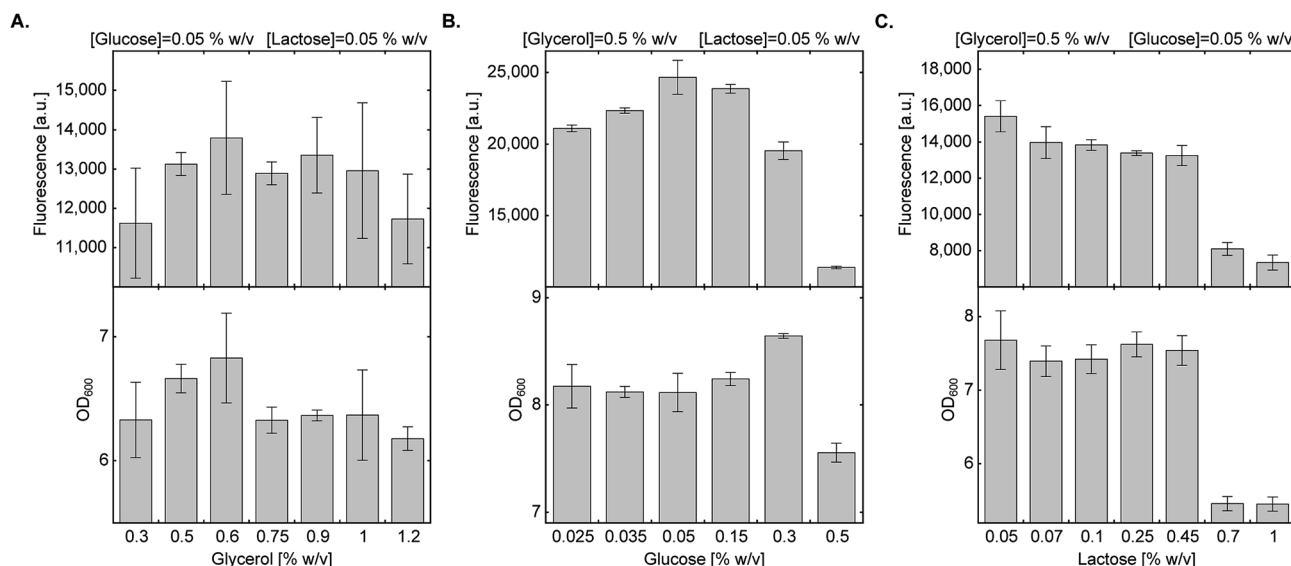 A.
[Glucose]=0.05 % w/v [Lactose]=0.05 % w/v
Fluorescence [a.u.]
15,000
14,000
13,000
12,000
11,000
OD600
7
6
0.3 0.5 0.6 0.75 0.9 1 1.2
Glycerol [% w/v]
B.
[Glycerol]=0.5 % w/v [Lactose]=0.05 % w/v
Fluorescence [a.u.]
25,000
20,000
15,000
OD600
9
8
7
0.025 0.035 0.05 0.15 0.3 0.5
Glucose [% w/v]
C.
[Glycerol]=0.5 % w/v [Glucose]=0.05 % w/v
Fluorescence [a.u.]
18,000
16,000
14,000
12,000
10,000
8,000
OD600
8
7
6
0.05 0.07 0.1 0.25 0.45 0.7 1
Lactose [% w/v]